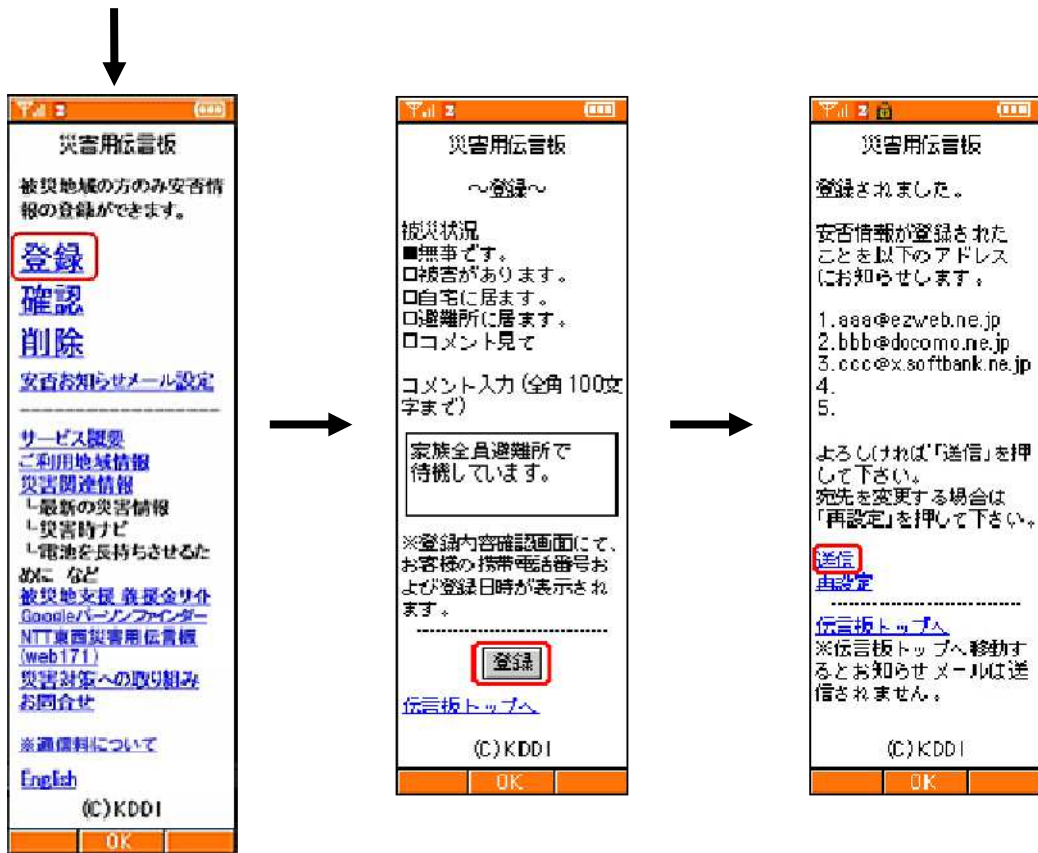 災害用伝言板
被災地域の方のみ安否情
報の登録ができます。
登録
確認
削除
安否お知らせメール設定
サービス概要
ご利用地域情報
災害関連情報
└最新の災害情報
└災害時ナビ
└電池を長持ちさせるた
めに など
被災地支援 義援金サイト
Googleパーソンファインダー
NTT東西災害用伝言板
(web171)
災害対策への取り組み
お問合せ
※通信料について
English
(C)KDDI
OK
災害用伝言板
～登録～
被災状況
■無事です。
□被害があります。
□自宅に居ます。
□避難所に居ます。
□コメント見て
コメント入力(全角100文
字まで)
家族全員避難所で
待機しています。
※登録内容確認画面にて、
お客様の携帯電話番号お
よび登録日時が表示され
ます。
登録
伝言板トップへ
(C)KDDI
OK
災害用伝言板
登録されました。
安否情報が登録された
ことを以下のアドレス
にお知らせします。
1.aaa@ezweb.ne.jp
2.bbb@docomo.ne.jp
3.ccc@x.softbank.ne.jp
4.
5.
よろしければ「送信」を押
して下さい。
宛先を変更する場合は
「再設定」を押して下さい。
送信
再設定
伝言板トップへ
※伝言板トップへ移動す
るとお知らせメールは送
信されません。
(C)KDDI
OK